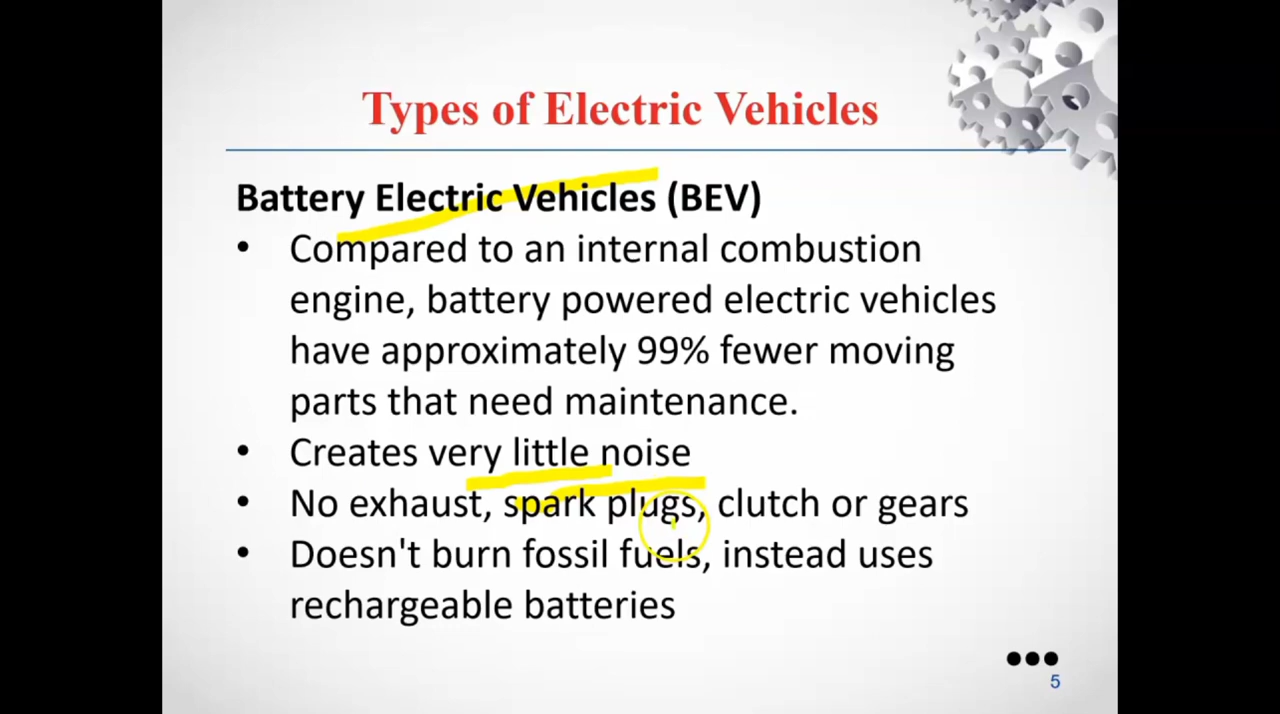 Types of Electric Vehicles
Battery Electric Vehicles (BEV)
• Compared to an internal combustion
engine, battery powered electric vehicles
have approximately 99% fewer moving
parts that need maintenance.
• Creates very little noise
• No exhaust, spark plugs, clutch or gears
• Doesn't burn fossil fuels, instead uses
rechargeable batteries
5